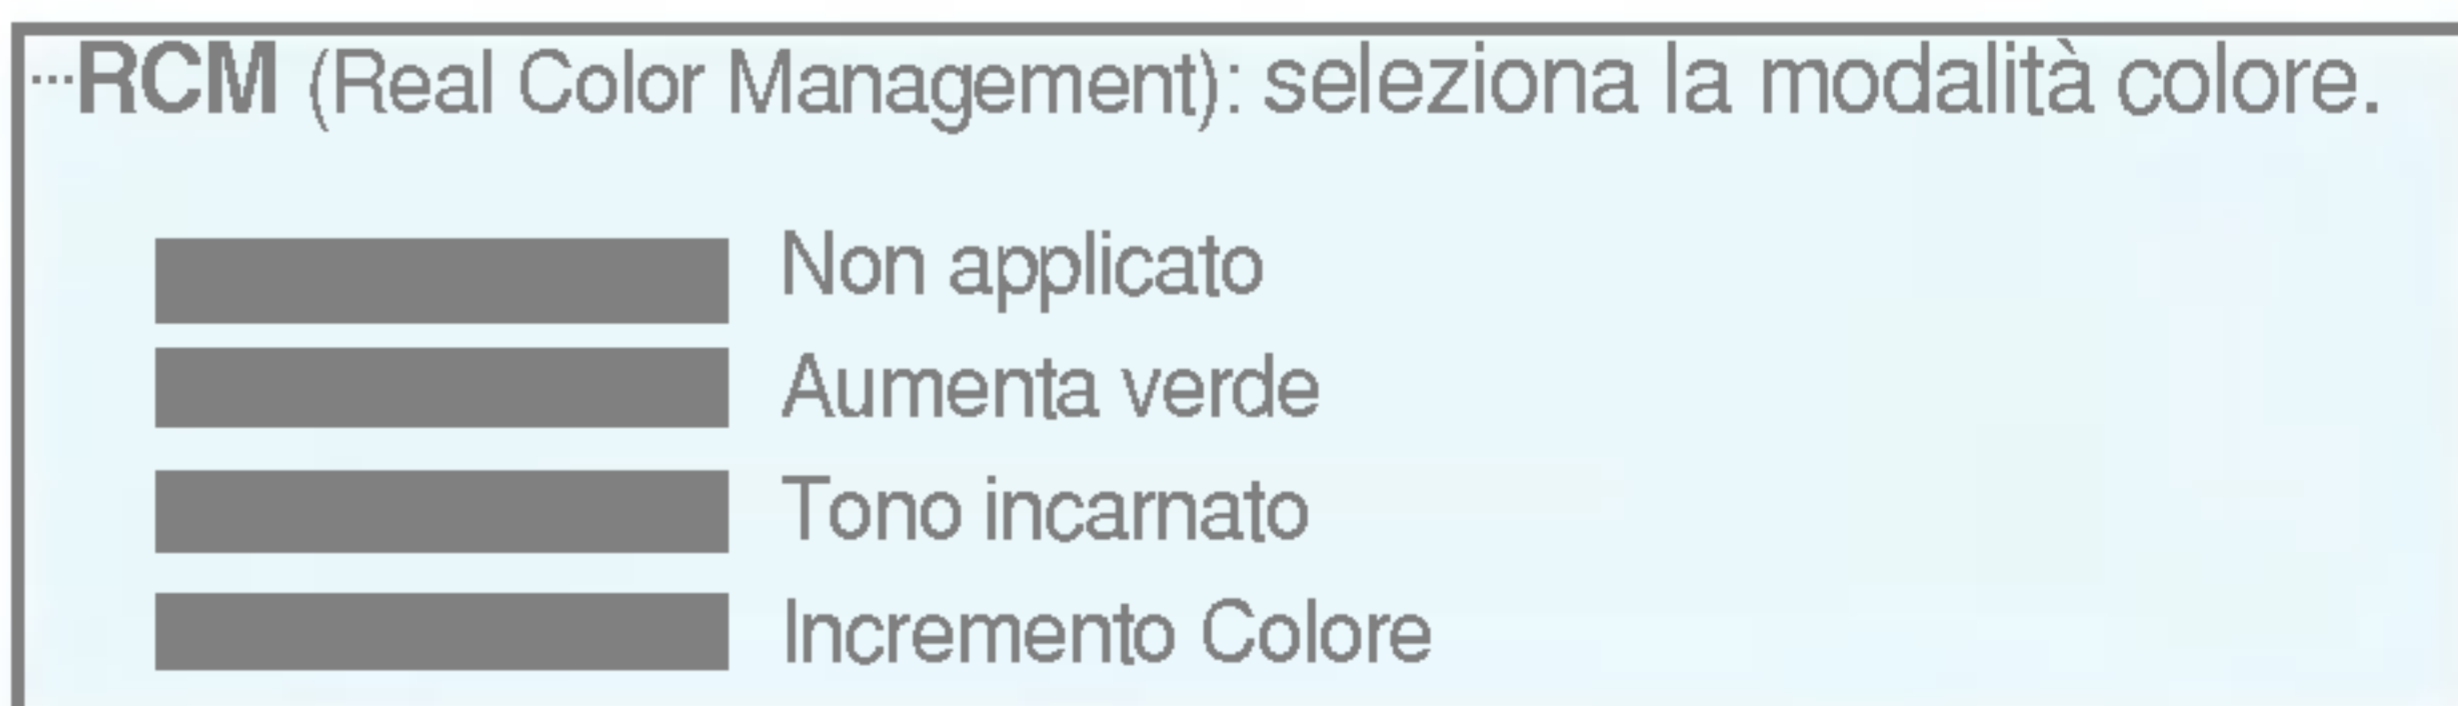 ···RCM (Real Color Management): seleziona la modalità colore.
Non applicato
Aumenta verde
Tono incarnato
Incremento Colore